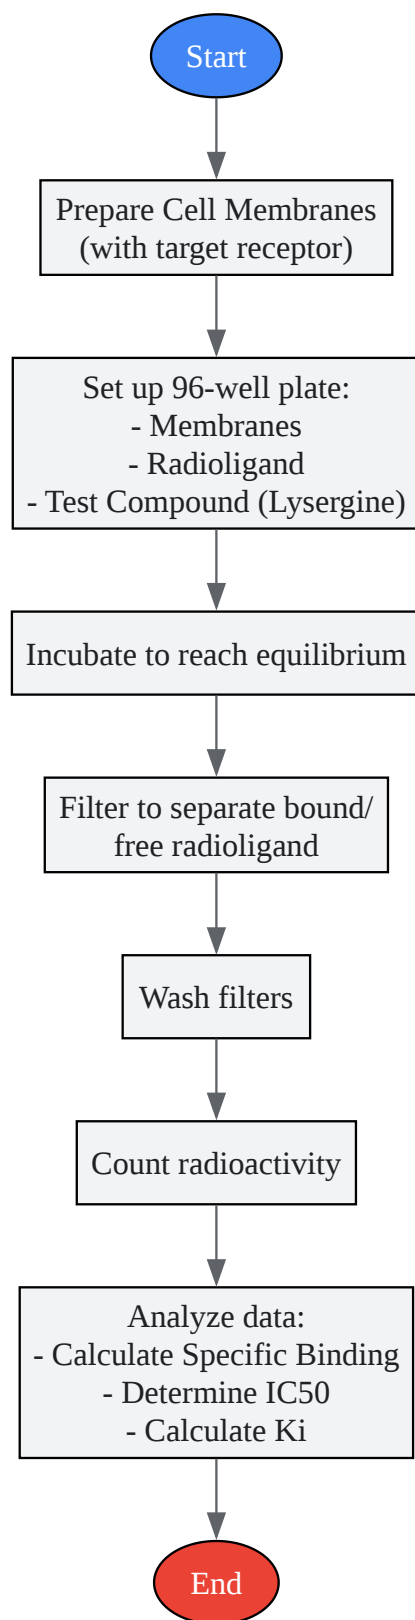 Start
Prepare Cell Membranes
(with target receptor)
Set up 96-well plate:
- Membranes
- Radioligand
- Test Compound (Lysergine)
Incubate to reach equilibrium
Filter to separate bound/
free radioligand
Wash filters
Count radioactivity
Analyze data:
- Calculate Specific Binding
- Determine IC50
- Calculate Ki
End